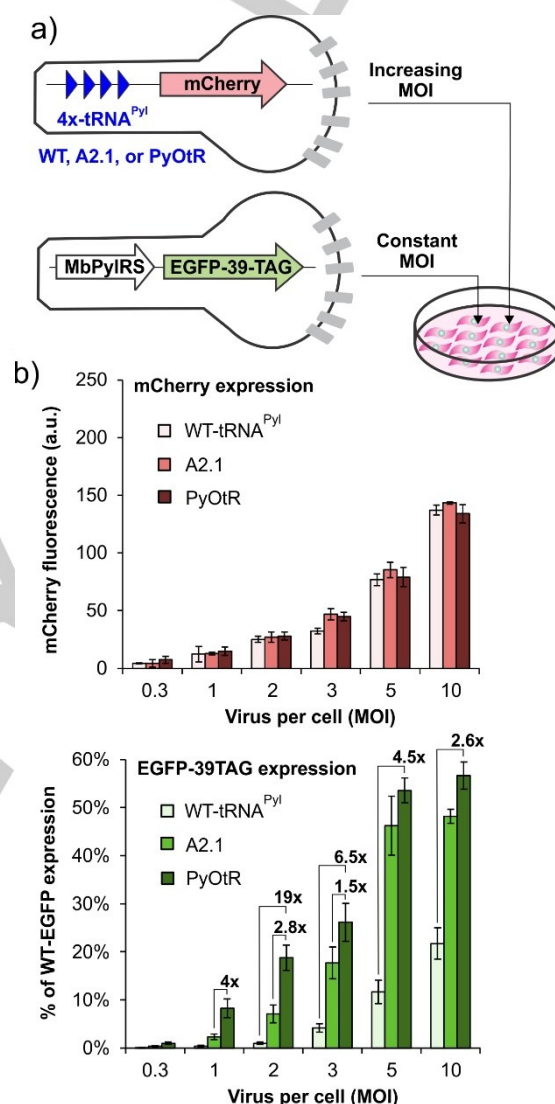 a)
mCherry
4x-tRNA^Pyl
WT, A2.1, or PyOtR
Increasing
MOI
MbPylRS
EGFP-39-TAG
Constant
MOI
b)
mCherry expression
WT-tRNA^Pyl
A2.1
PyOtR
mCherry fluorescence (a.u.)
250
200
150
100
50
0
0.3 1 2 3 5 10
Virus per cell (MOI)
EGFP-39TAG expression
WT-tRNA^Pyl
A2.1
PyOtR
% of WT-EGFP expression
60%
50%
40%
30%
20%
10%
0%
4x
19x
2.8x
6.5x
1.5x
4.5x
2.6x
0.3 1 2 3 5 10
Virus per cell (MOI)